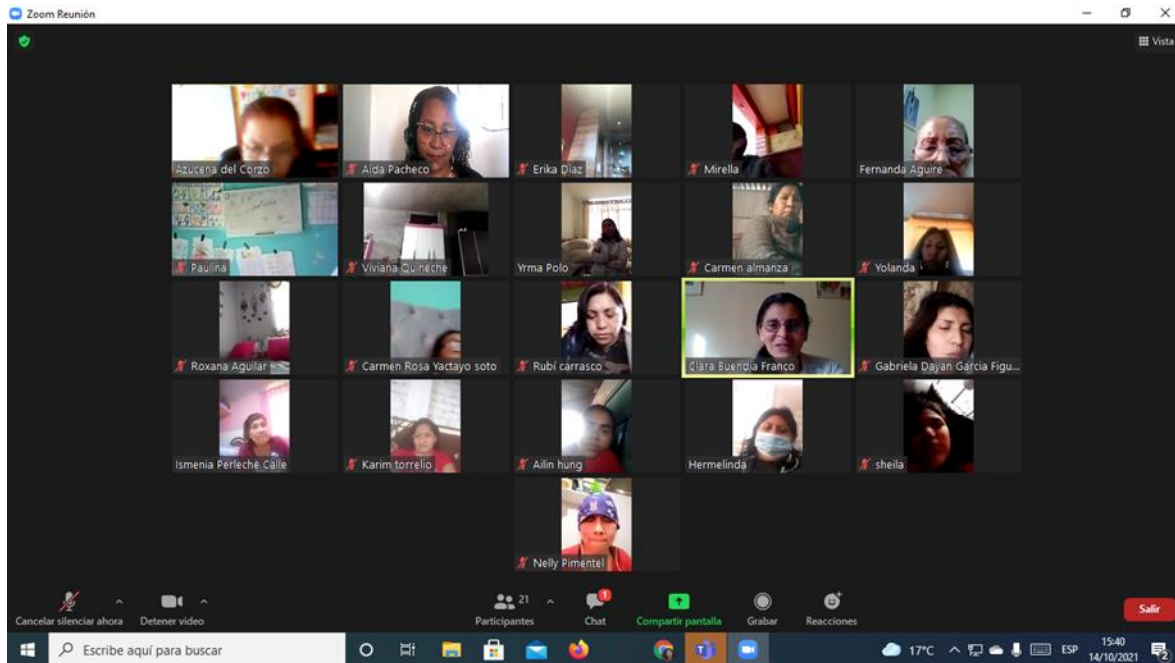 Zoom Reunión
Vista
Azucena del Corzo
Aida Pacheco
Erika Diaz
Mirella
Fernanda Aguire
Paulina
Viviana Quineche
Yrma Polo
Carmen almanza
Yolanda
Roxana Aguilar
Carmen Rosa Yactayo soto
Rubí carrasco
Clara Buendia Franco
Gabriela Dayan Garcia Figu...
Ismenia Perleche Calle
Karim torrelio
Ailin hung
Hermelinda
sheila
Nelly Pimentel
Cancelar silenciar ahora
Detener video
21
Participantes
1
Chat
Compartir pantalla
Grabar
Reacciones
Salir
Escribe aquí para buscar
17°C
ESP
15:40
14/10/2021
2